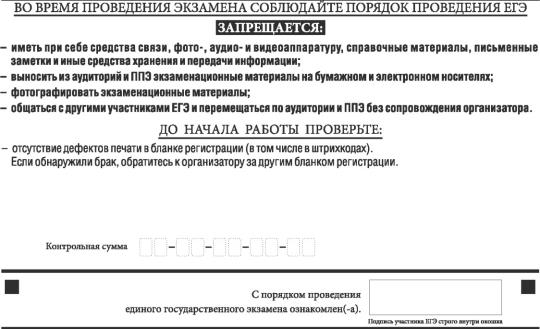 ВО ВРЕМЯ ПРОВЕДЕНИЯ ЭКЗАМЕНА СОБЛЮДАЙТЕ ПОРЯДОК ПРОВЕДЕНИЯ ЕГЭ
ЗАПРЕЩАЕТСЯ:
– иметь при себе средства связи, фото-, аудио- и видеоаппаратуру, справочные материалы, письменные
заметки и иные средства хранения и передачи информации;
– выносить из аудиторий и ППЭ экзаменационные материалы на бумажном и электронном носителях;
– фотографировать экзаменационные материалы;
– общаться с другими участниками ЕГЭ и перемещаться по аудитории и ППЭ без сопровождения организатора.
ДО НАЧАЛА РАБОТЫ ПРОВЕРЬТЕ:
– отсутствие дефектов печати в бланке регистрации (в том числе в штрихкодах).
Если обнаружили брак, обратитесь к организатору за другим бланком регистрации.
Контрольная сумма – – – –
С порядком проведения
единого государственного экзамена ознакомлен(-а).
Подпись участника ЕГЭ строго внутри окошка